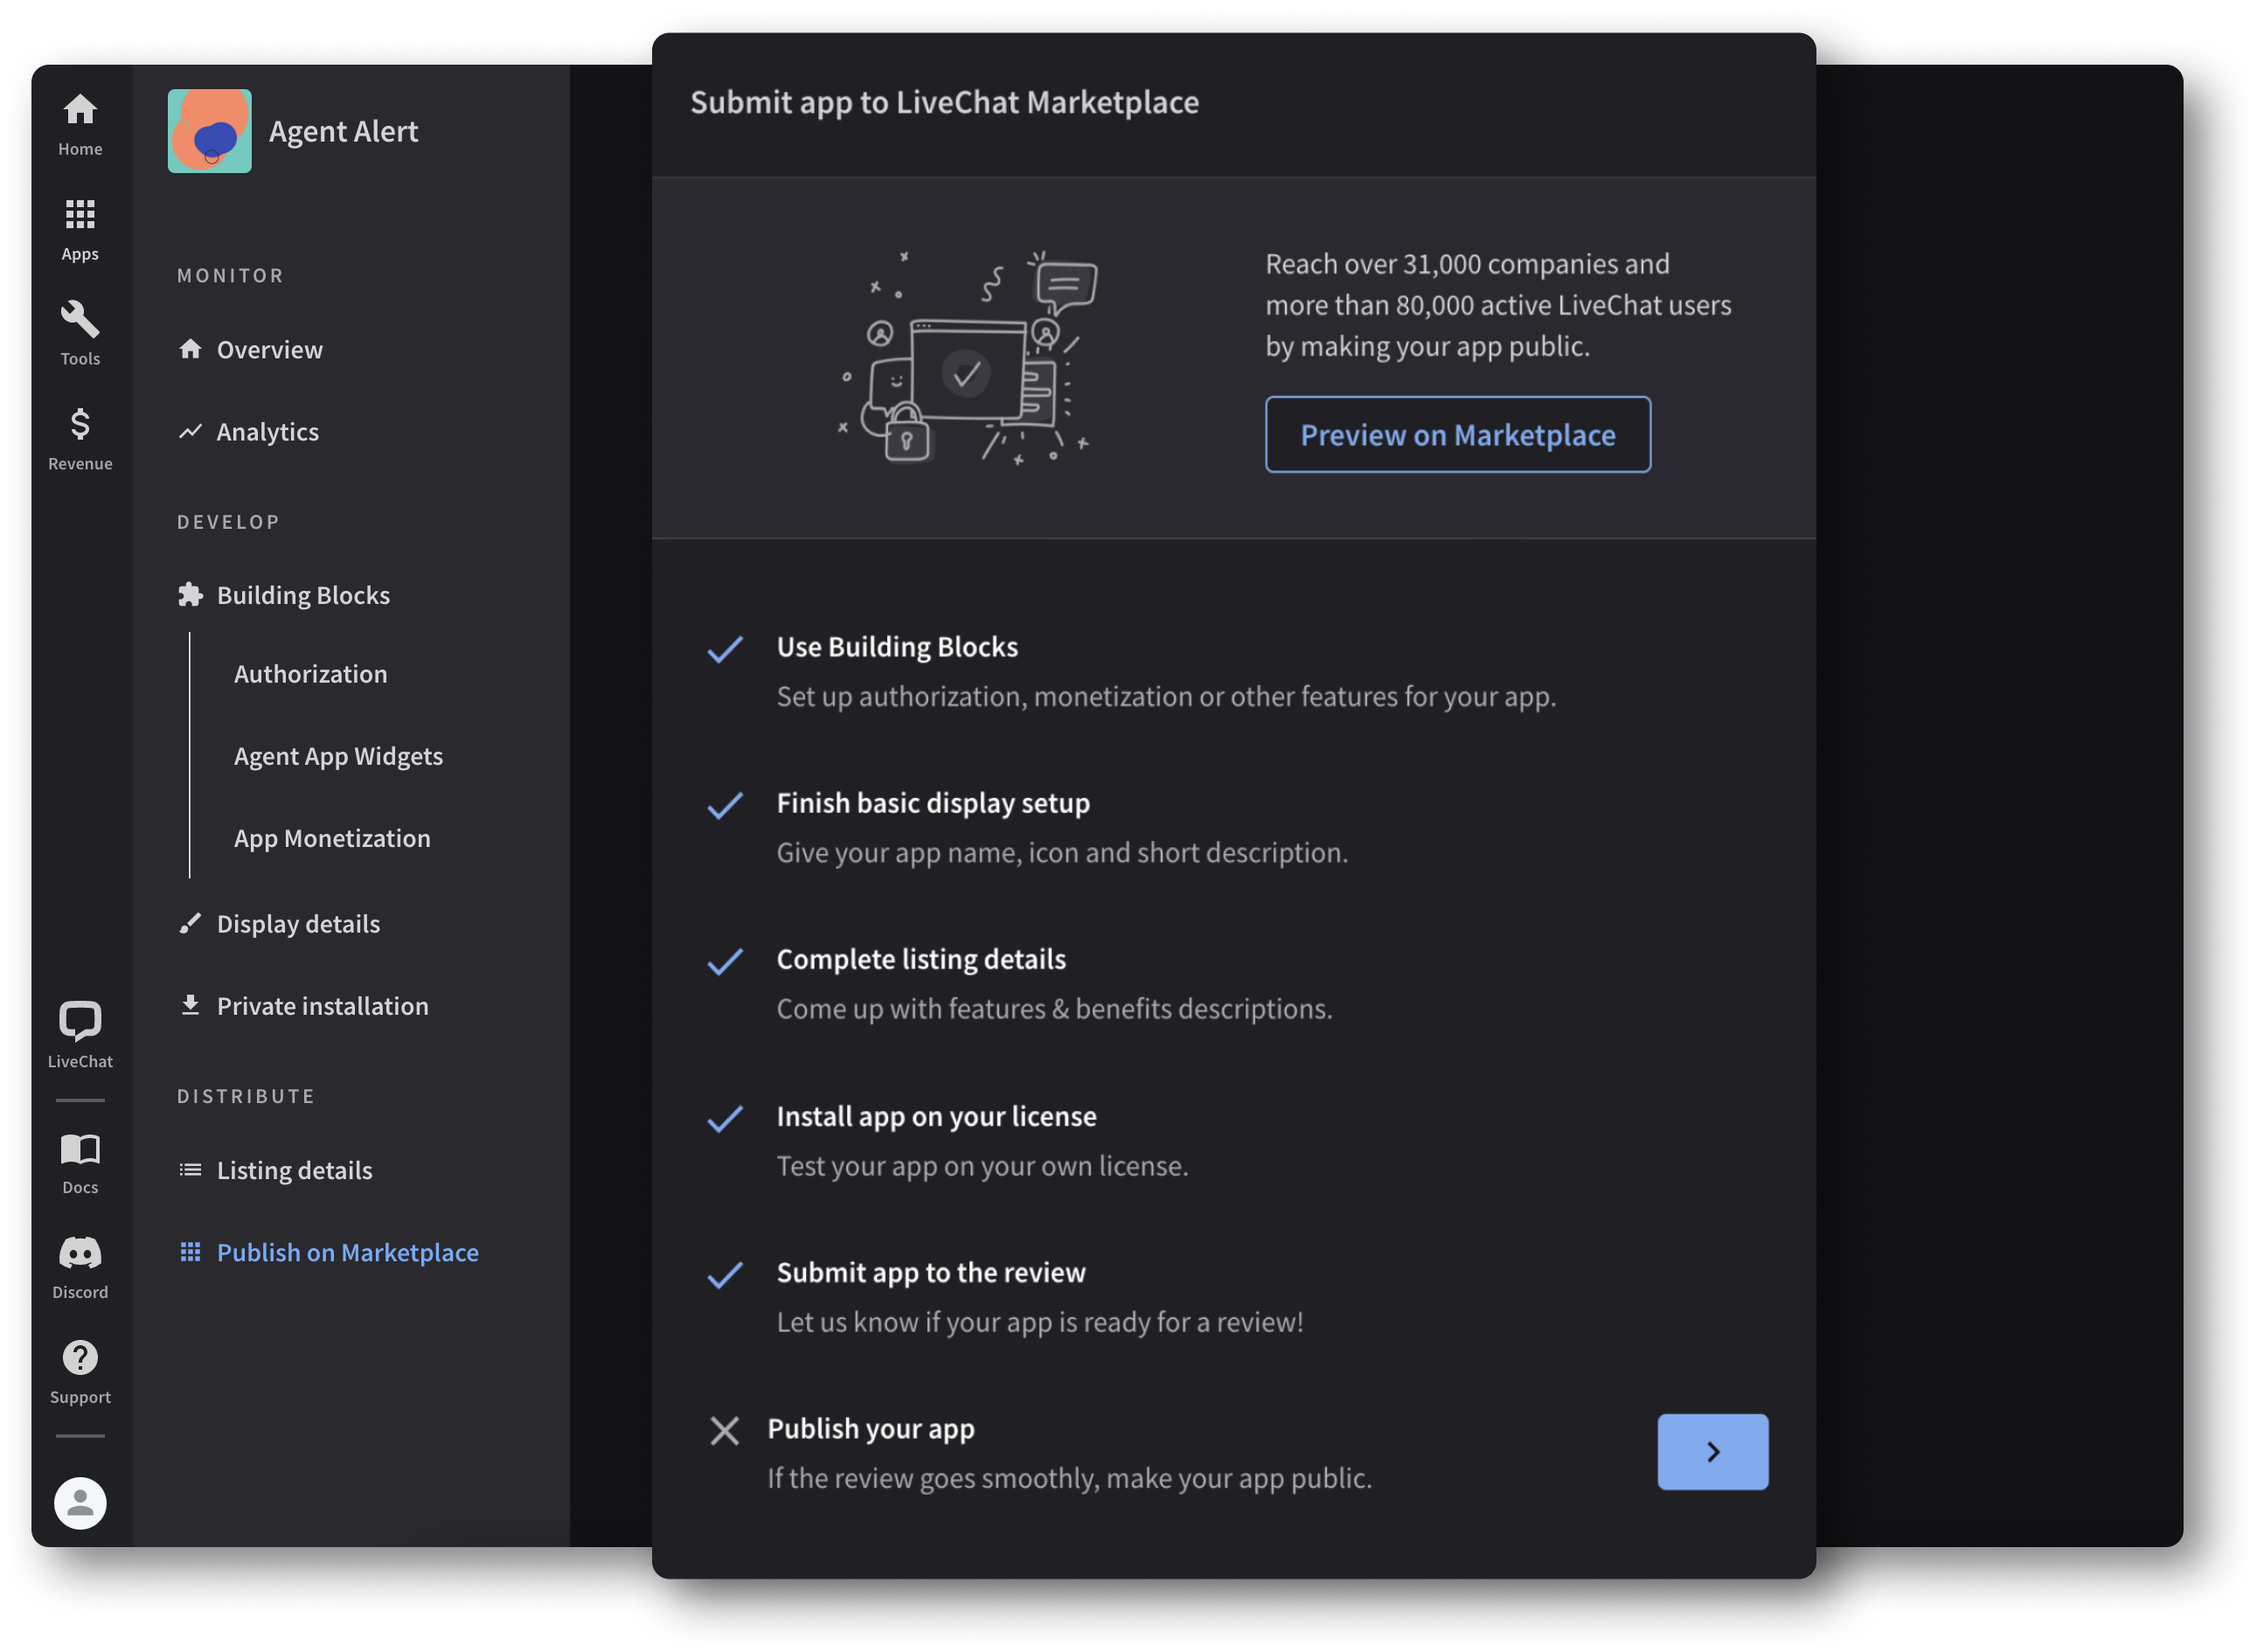 Home
Apps
Tools
Revenue
LiveChat
Docs
Discord
Support
Agent Alert
MONITOR
Overview
Analytics
DEVELOP
Building Blocks
Authorization
Agent App Widgets
App Monetization
Display details
Private installation
DISTRIBUTE
Listing details
Publish on Marketplace
Submit app to LiveChat Marketplace
Reach over 31,000 companies and
more than 80,000 active LiveChat users
by making your app public.
Preview on Marketplace
Use Building Blocks
Set up authorization, monetization or other features for your app.
Finish basic display setup
Give your app name, icon and short description.
Complete listing details
Come up with features & benefits descriptions.
Install app on your license
Test your app on your own license.
Submit app to the review
Let us know if your app is ready for a review!
Publish your app
If the review goes smoothly, make your app public.